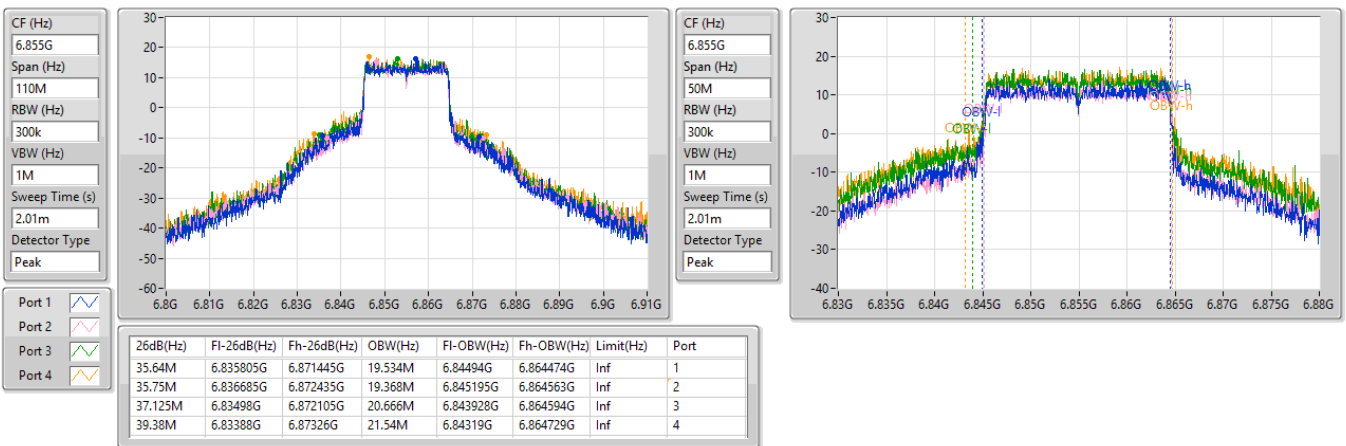 CF (Hz)
6.855G
Span (Hz)
110M
RBW (Hz)
300k
VBW (Hz)
1M
Sweep Time (s)
2.01m
Detector Type
Peak
30
20
10
0
-10
-20
-30
-40
-50
-60
6.8G 6.81G 6.82G 6.83G 6.84G 6.85G 6.86G 6.87G 6.88G 6.89G 6.9G 6.91G
CF (Hz)
6.855G
Span (Hz)
50M
RBW (Hz)
300k
VBW (Hz)
1M
Sweep Time (s)
2.01m
Detector Type
Peak
30
20
10
0
-10
-20
-30
-40
OBW-l
OBW-l
OBW-h
OBW-h
6.83G 6.835G 6.84G 6.845G 6.85G 6.855G 6.86G 6.865G 6.87G 6.875G 6.88G
Port 1
Port 2
Port 3
Port 4
26dB(Hz) Fl-26dB(Hz) Fh-26dB(Hz) OBW(Hz) Fl-OBW(Hz) Fh-OBW(Hz) Limit(Hz) Port
35.64M 6.835805G 6.871445G 19.534M 6.84494G 6.864474G Inf 1
35.75M 6.836685G 6.872435G 19.368M 6.845195G 6.864563G Inf 2
37.125M 6.83498G 6.872105G 20.666M 6.843928G 6.864594G Inf 3
39.38M 6.83388G 6.87326G 21.54M 6.84319G 6.864729G Inf 4